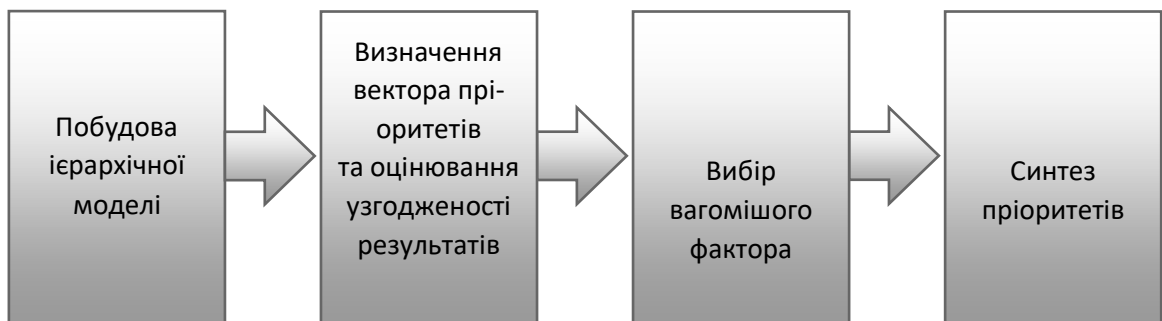 Побудова
ієрархічної
моделі
Визначення
вектора прі-
оритетів
та оцінювання
узгодженості
результатів
Вибір
вагомішого
фактора
Синтез
пріоритетів